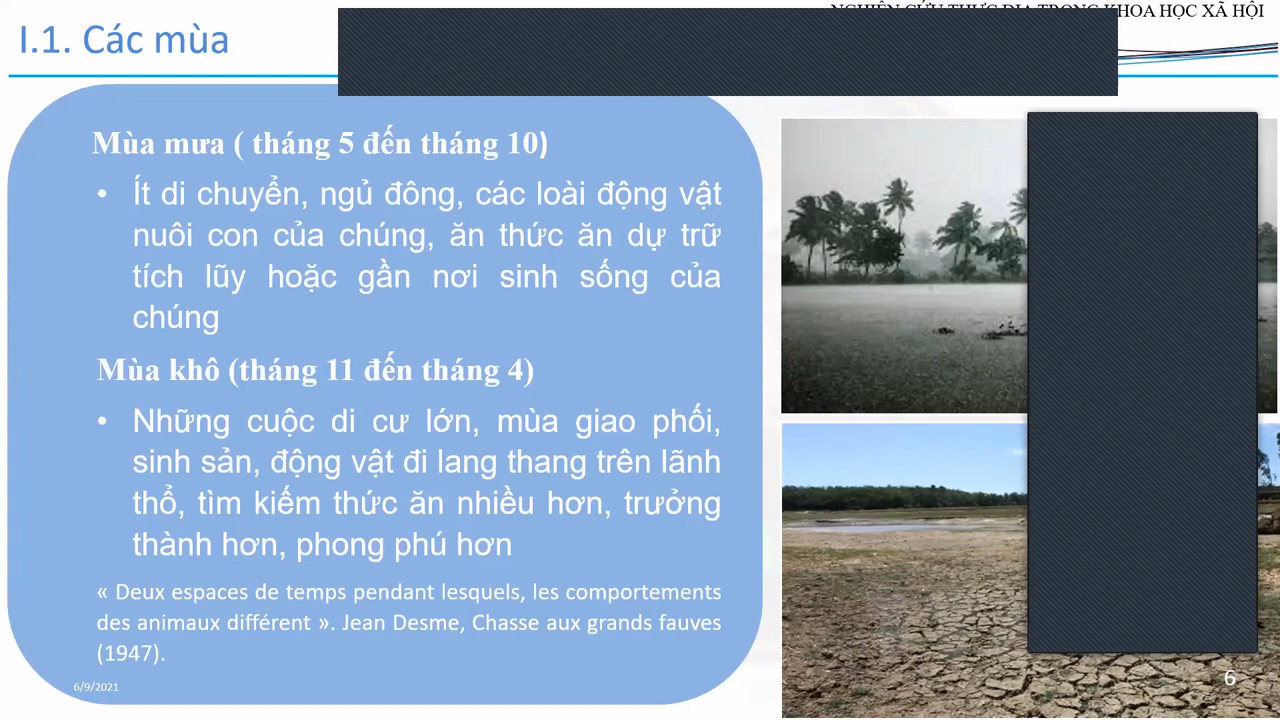 KHOA HỌC XÃ HỘI
I.1. Các mùa
Mùa mưa ( tháng 5 đến tháng 10)
• Ít di chuyển, ngủ đông, các loài động vật
nuôi con của chúng, ăn thức ăn dự trữ
tích lũy hoặc gần nơi sinh sống của
chúng
Mùa khô (tháng 11 đến tháng 4)
• Những cuộc di cư lớn, mùa giao phối,
sinh sản, động vật đi lang thang trên lãnh
thổ, tìm kiếm thức ăn nhiều hơn, trưởng
thành hơn, phong phú hơn
« Deux espaces de temps pendant lesquels, les comportements
des animaux différent ». Jean Desme, Chasse aux grands fauves
(1947).
6/9/2021
6